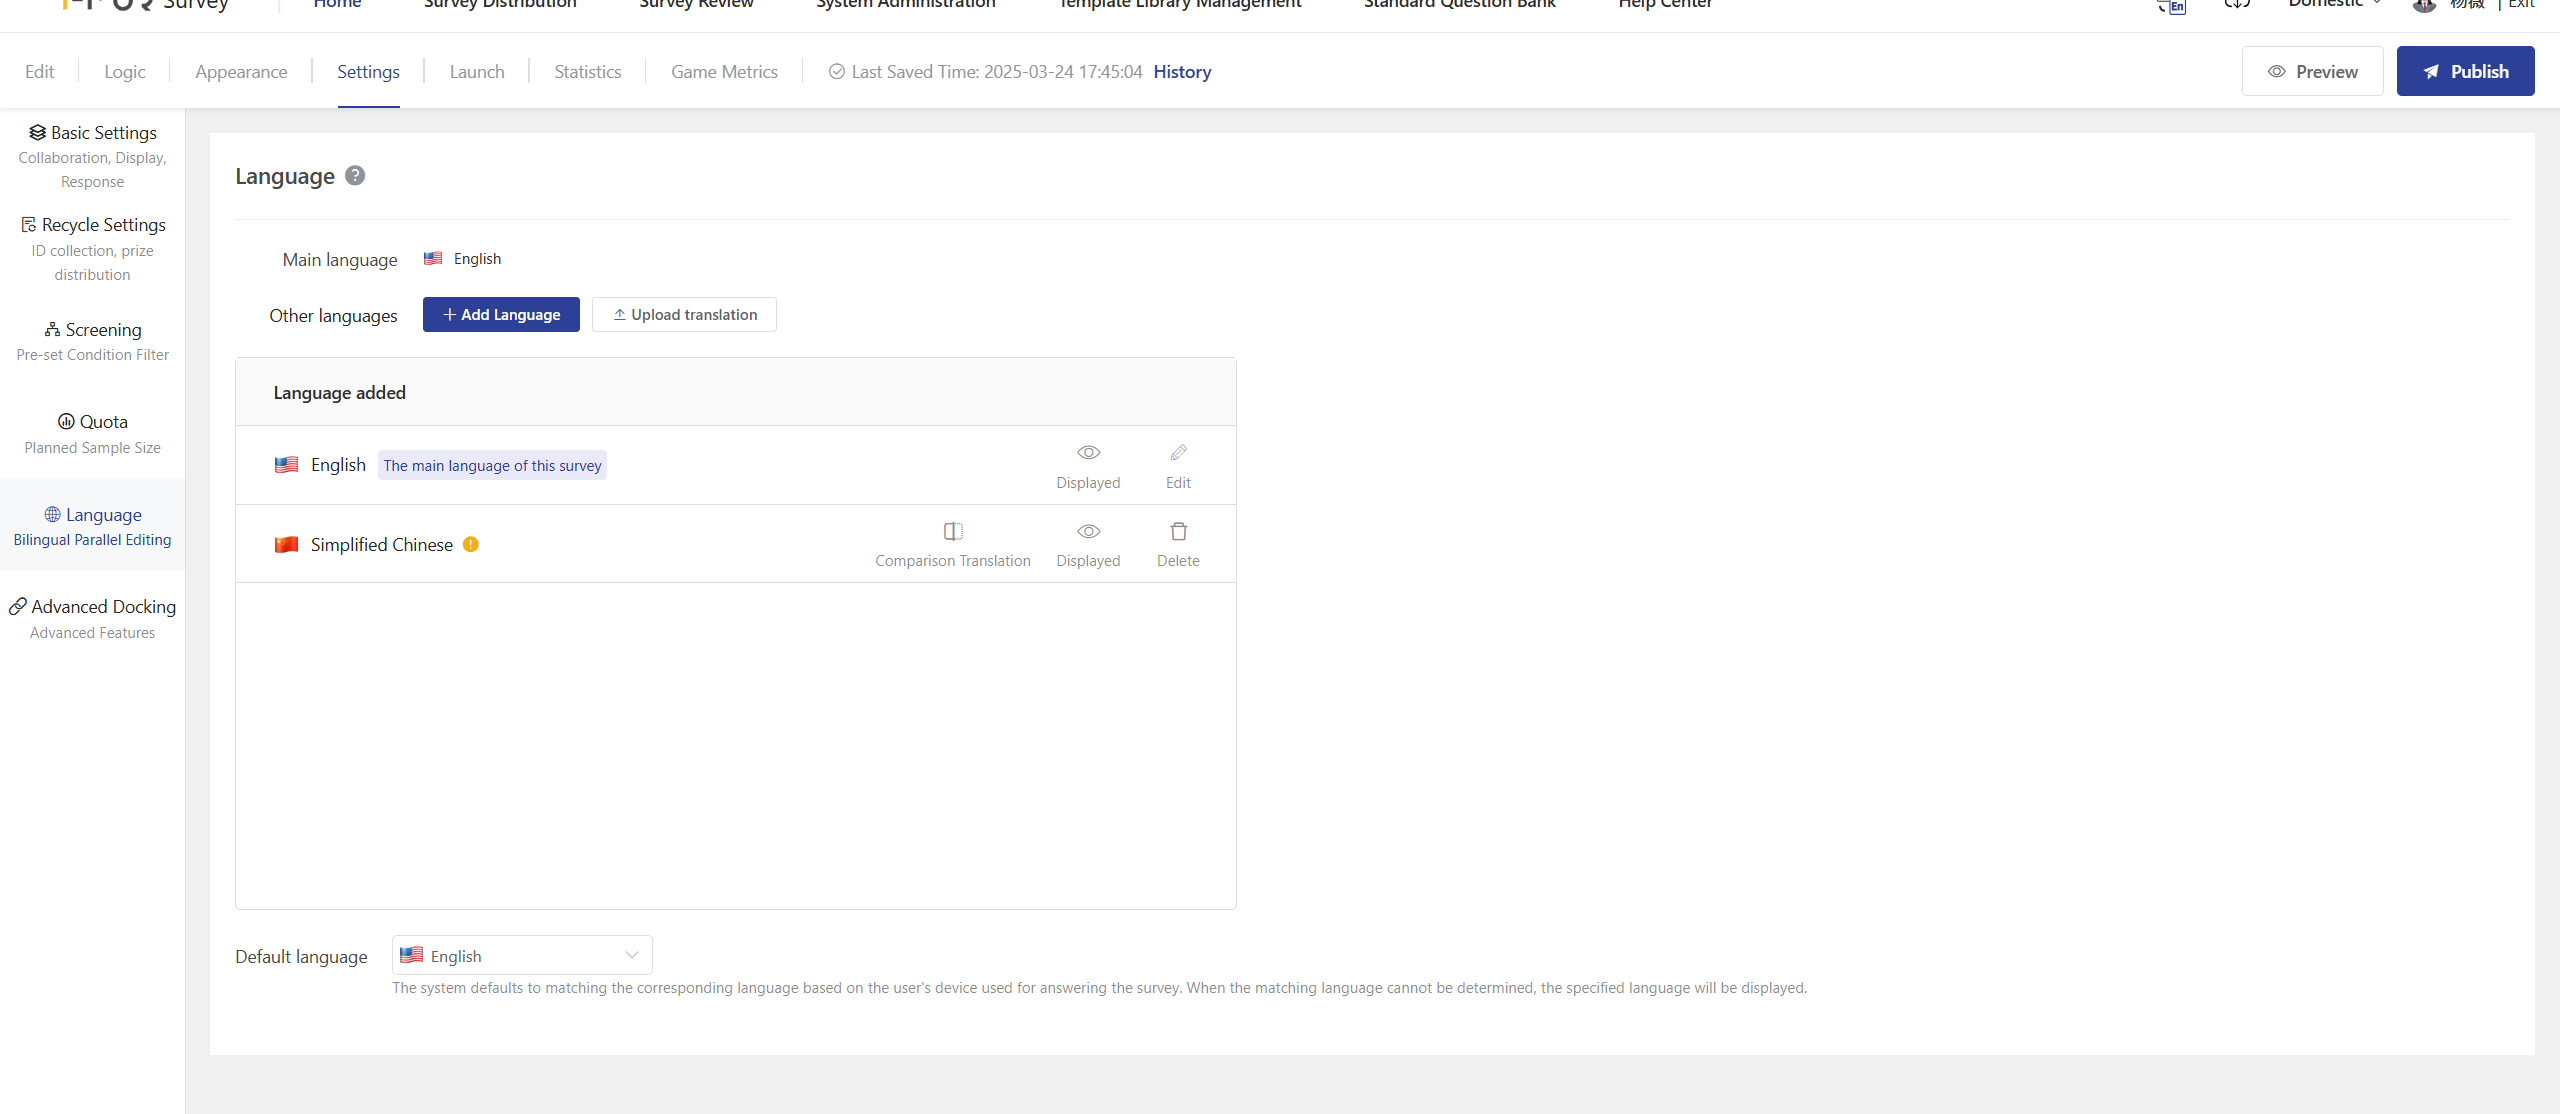 Survey
Home
Survey Distribution
Survey Review
System Administration
Template Library Management
Standard Question Bank
Help Center
En
Domestic
杨薇
Exit
Edit
Logic
Appearance
Settings
Launch
Statistics
Game Metrics
Last Saved Time: 2025-03-24 17:45:04 History
Preview
Publish
Basic Settings
Collaboration, Display,
Response
Recycle Settings
ID collection, prize
distribution
Screening
Pre-set Condition Filter
Quota
Planned Sample Size
Language
Bilingual Parallel Editing
Advanced Docking
Advanced Features
Language ?
Main language
English
Other languages
Add Language
Upload translation
Language added
English
The main language of this survey
Displayed
Edit
Simplified Chinese
Comparison Translation
Displayed
Delete
Default language
English
The system defaults to matching the corresponding language based on the user's device used for answering the survey. When the matching language cannot be determined, the specified language will be displayed.